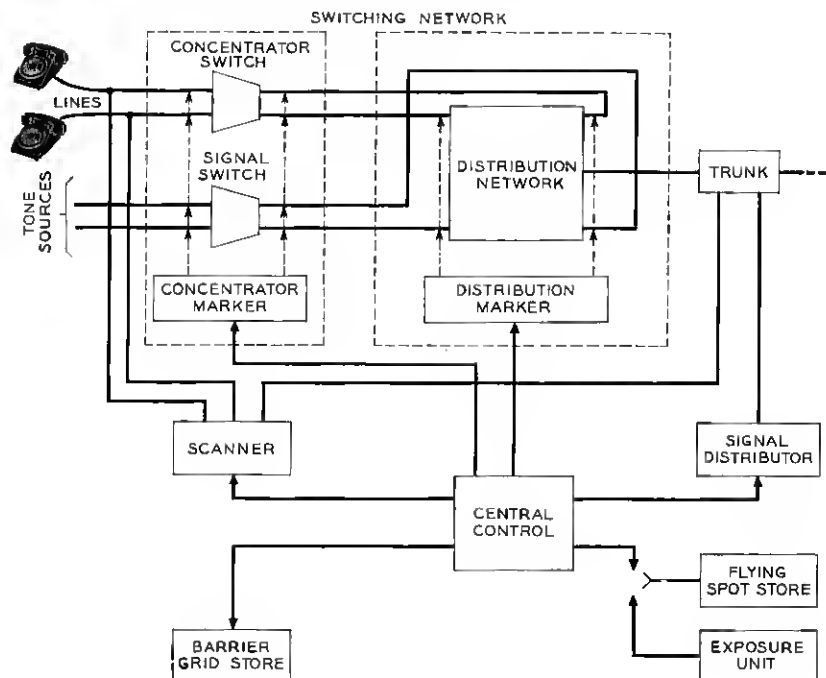 SWITCHING NETWORK
CONCENTRATOR
SWITCH
LINES
SIGNAL
SWITCH
TONE
SOURCES
DISTRIBUTION
NETWORK
TRUNK
CONCENTRATOR
MARKER
DISTRIBUTION
MARKER
SCANNER
SIGNAL
DISTRIBUTOR
CENTRAL
CONTROL
FLYING
SPOT STORE
BARRIER
GRID STORE
EXPOSURE
UNIT